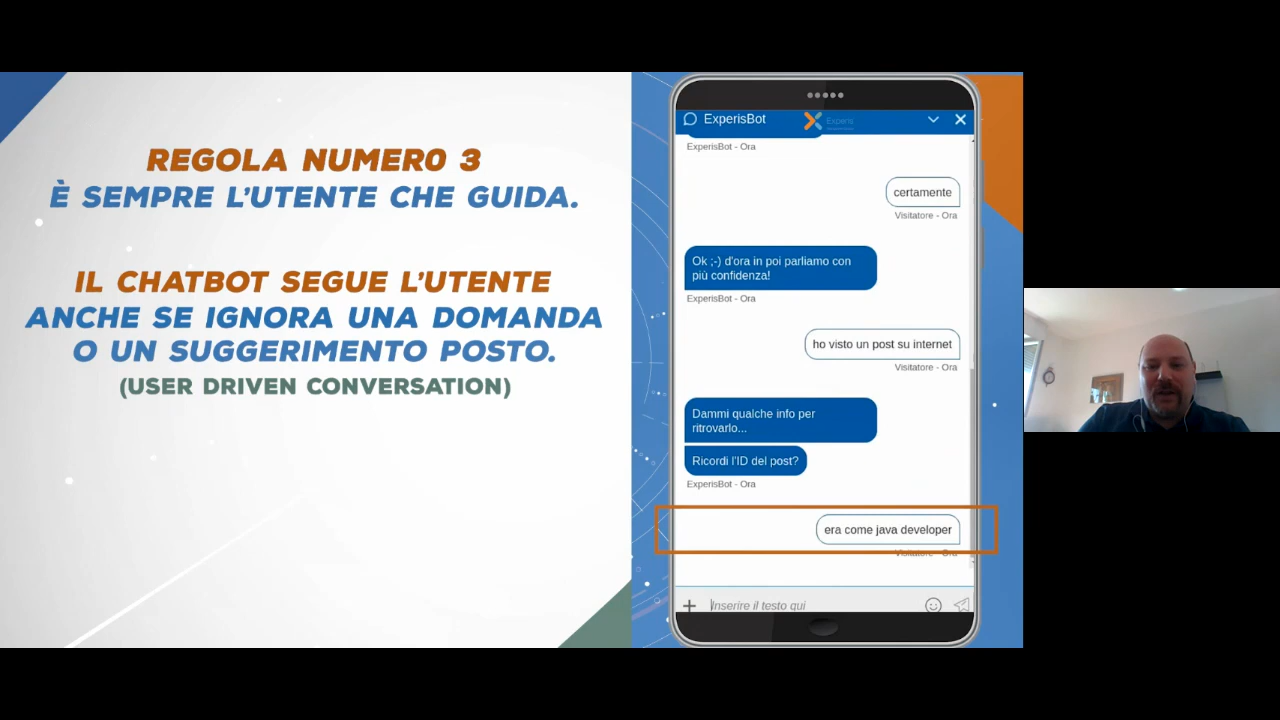 REGOLA NUMERO 3
È SEMPRE L'UTENTE CHE GUIDA.
IL CHATBOT SEGUE L'UTENTE
ANCHE SE IGNORA UNA DOMANDA
O UN SUGGERIMENTO POSTO.
(USER DRIVEN CONVERSATION)
ExperisBot
Experis
ExperisBot - Ora
certamente
Visitatore - Ora
Ok ;-) d'ora in poi parliamo con
più confidenza!
ExperisBot - Ora
ho visto un post su internet
Visitatore - Ora
Dammi qualche info per
ritrovarlo...
Ricordi l'ID del post?
ExperisBot - Ora
era come java developer
Visitatore - Ora
Inserire il testo qui